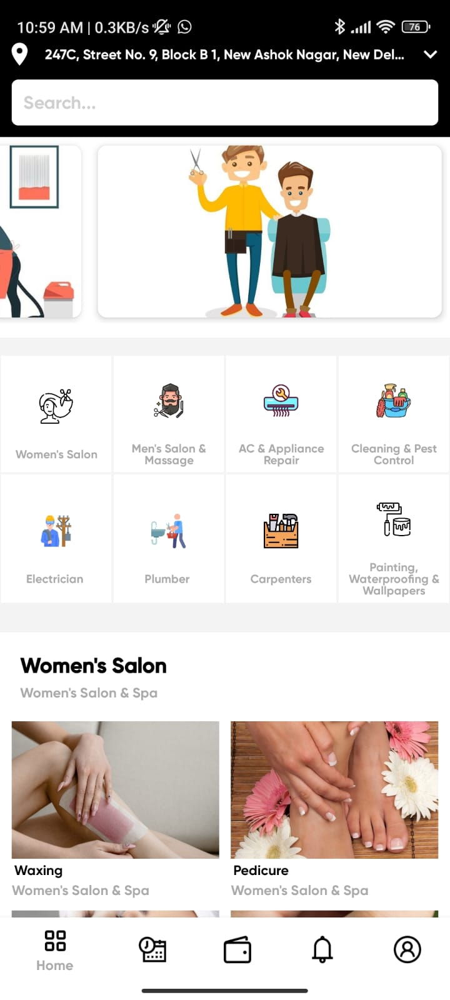 10:59 AM | 0.3KB/s
76
247C, Street No. 9, Block B 1, New Ashok Nagar, New Del...
Search...
Women's Salon
Men's Salon &
Massage
AC & Appliance
Repair
Cleaning & Pest
Control
Electrician
Plumber
Carpenters
Painting,
Waterproofing &
Wallpapers
Women's Salon
Women's Salon & Spa
Waxing
Women's Salon & Spa
Pedicure
Women's Salon & Spa
Home